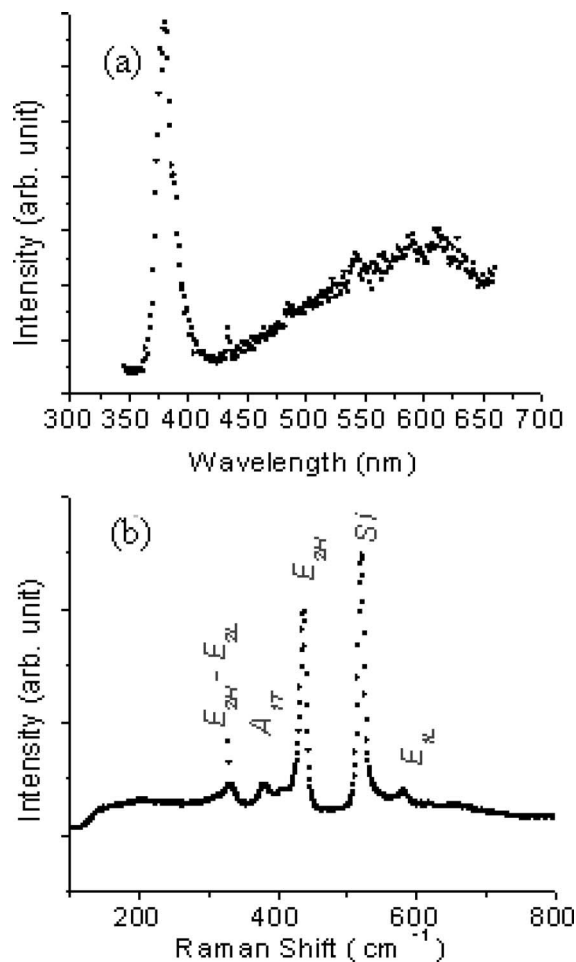 (a)
Intensity (arb. unit)
300 350 400 450 500 550 600 650 700
Wavelength (nm)
(b)
Intensity (arb. unit)
E2H - E2L
A1T
E2H
Si
E1L
200 400 600 800
Raman Shift ( cm-1)